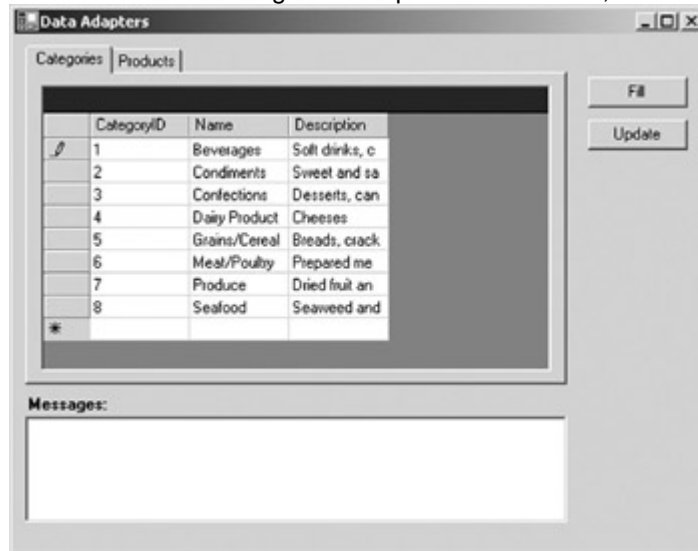 Data Adapters
Categories Products
Fill
Update
CategoryID Name Description
1 Beverages Soft drinks, c
2 Condiments Sweet and sa
3 Confections Desserts, can
4 Dairy Product Cheeses
5 Grains/Cereal Breads, crack
6 Meat/Poultry Prepared me
7 Produce Dried fruit an
8 Seafood Seaweed and
*
Messages: